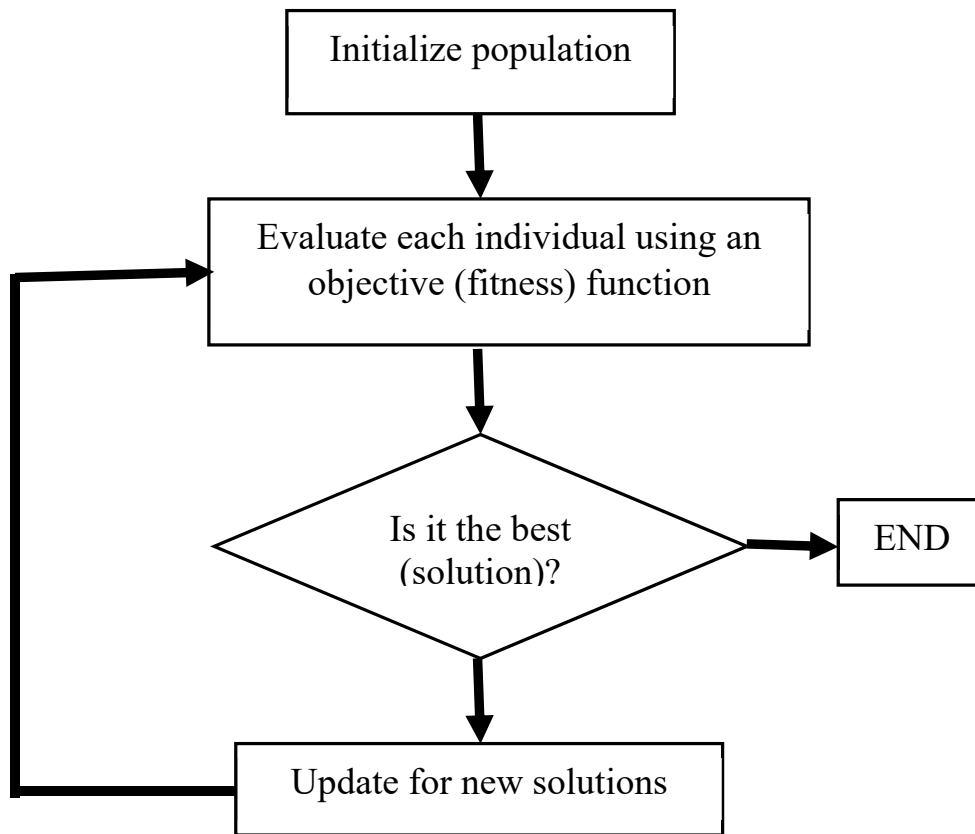 Initialize population
Evaluate each individual using an
objective (fitness) function
Is it the best
(solution)?
END
Update for new solutions